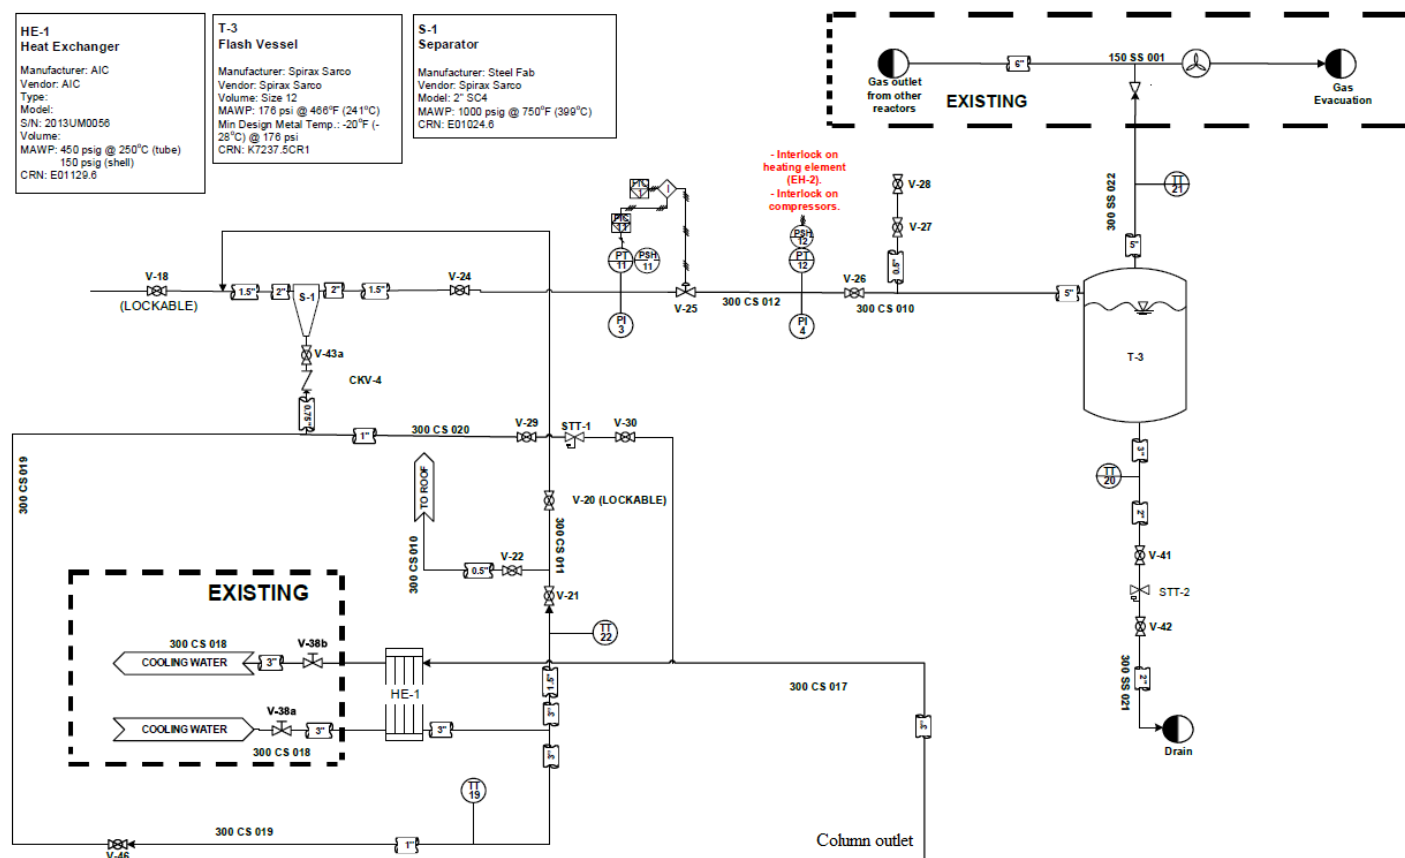 HE-1
Heat Exchanger
Manufacturer: AIC
Vendor: AIC
Type:
Model:
S/N: 2013UM0056
Volume:
MAWP: 450 psig @ 250°C (tube)
150 psig (shell)
CRN: E01129.6
T-3
Flash Vessel
Manufacturer: Spirax Sarco
Vendor: Spirax Sarco
Volume: Size 12
MAWP: 176 psi @ 466°F (241°C)
Min Design Metal Temp.: -20°F (-
28°C) @ 176 psi
CRN: K7237.5CR1
S-1
Separator
Manufacturer: Steel Fab
Vendor: Spirax Sarco
Model: 2" SC4
MAWP: 1000 psig @ 750°F (399°C)
CRN: E01024.6
Gas outlet
from other
reactors
6"
150 SS 001
EXISTING
Gas
Evacuation
- Interlock on
heating element
(EH-2).
- Interlock on
compressors.
300 SS 022
TT
21
5"
V-28
V-27
0.5"
I
PT
11
PSH
11
PSH
12
PT
12
V-18
(LOCKABLE)
1.5"
2"
S-1
2"
1.5"
V-24
PI
3
V-25
300 CS 012
PI
4
V-26
300 CS 010
5"
T-3
V-43a
CKV-4
0.75"
1"
300 CS 020
V-29
STT-1
V-30
300 CS 019
TO ROOF
V-20 (LOCKABLE)
300 CS 010
300 CS 011
0.5"
V-22
V-21
3"
TT
20
2"
V-41
STT-2
V-42
300 SS 021
2"
Drain
EXISTING
300 CS 018
COOLING WATER
3"
V-38b
HE-1
TT
22
1.5"
3"
3"
300 CS 017
3"
COOLING WATER
V-38a
3"
300 CS 018
3"
TT
19
300 CS 019
1"
V-46
Column outlet